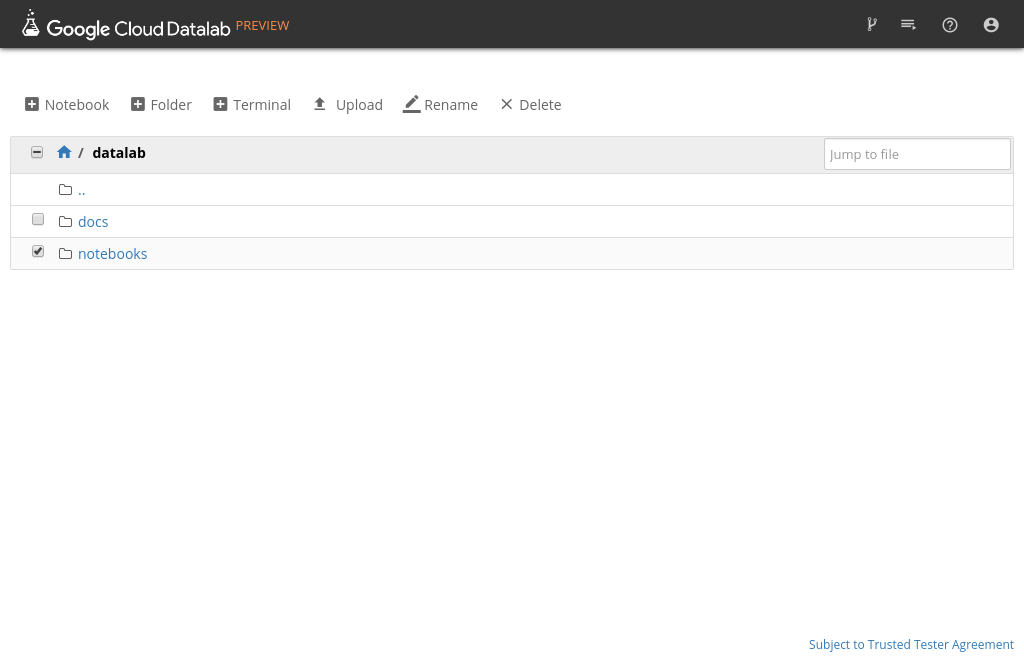 Google Cloud Datalab PREVIEW
Notebook Folder Terminal Upload Rename Delete
/ datalab Jump to file
..
docs
notebooks
Subject to Trusted Tester Agreement